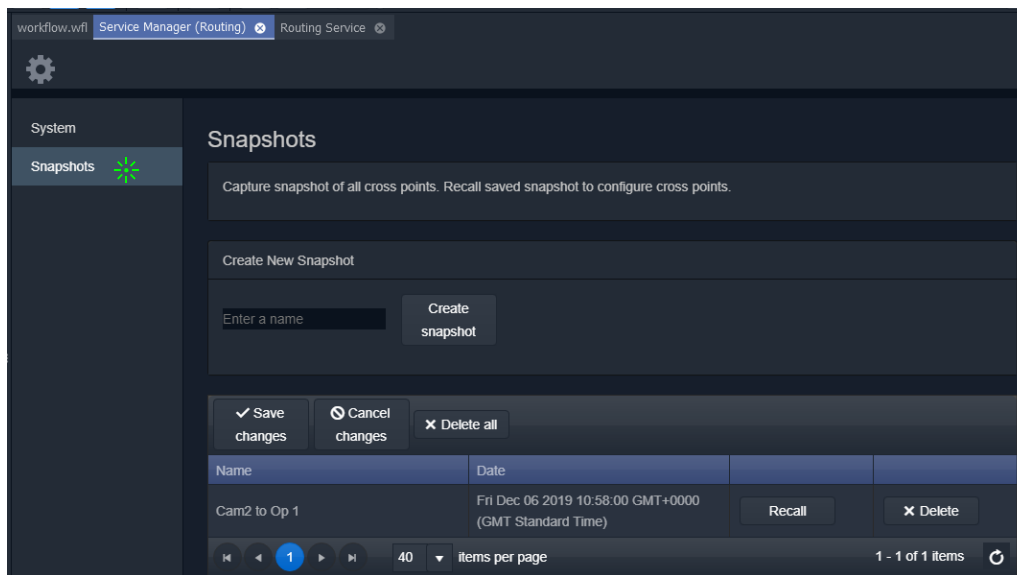 workflow.wfl Service Manager (Routing) Routing Service
System
Snapshots
Snapshots
Capture snapshot of all cross points. Recall saved snapshot to configure cross points.
Create New Snapshot
Enter a name
Create
snapshot
Save
changes
Cancel
changes
Delete all
Name Date
Cam2 to Op 1
Fri Dec 06 2019 10:58:00 GMT+0000
(GMT Standard Time)
Recall
Delete
1 40 items per page 1 - 1 of 1 items